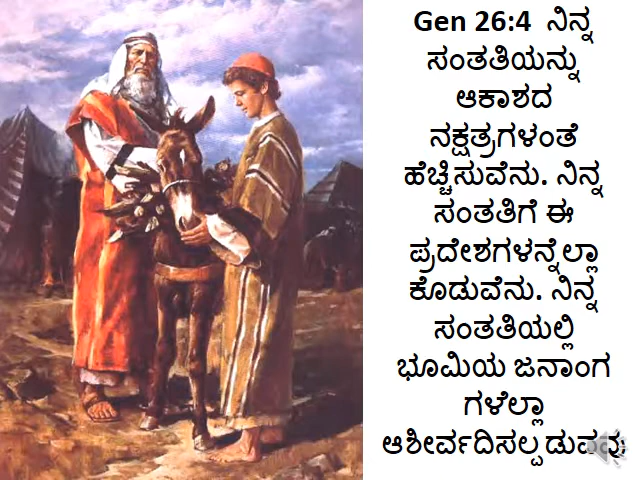 Gen 26:4 ನಿನ್ನ
ಸಂತತಿಯನ್ನು
ಆಕಾಶದ
ನಕ್ಷತ್ರಗಳಂತೆ
ಹೆಚ್ಚಿಸುವೆನು. ನಿನ್ನ
ಸಂತತಿಗೆ ಈ
ಪ್ರದೇಶಗಳನ್ನೆಲ್ಲಾ
ಕೊಡುವೆನು. ನಿನ್ನ
ಸಂತತಿಯಲ್ಲಿ
ಭೂಮಿಯ ಜನಾಂಗ
ಗಳೆಲ್ಲಾ